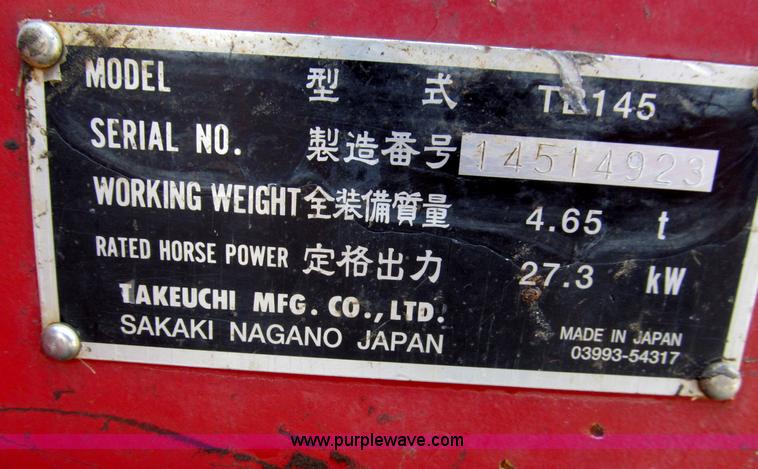 MODEL 型 式 TB145
SERIAL NO. 製造番号 14514923
WORKING WEIGHT 全装備質量 4.65 t
RATED HORSE POWER 定格出力 27.3 kW
TAKEUCHI MFG. CO., LTD.
SAKAKI NAGANO JAPAN
MADE IN JAPAN
03993-54317
www.purplewave.com